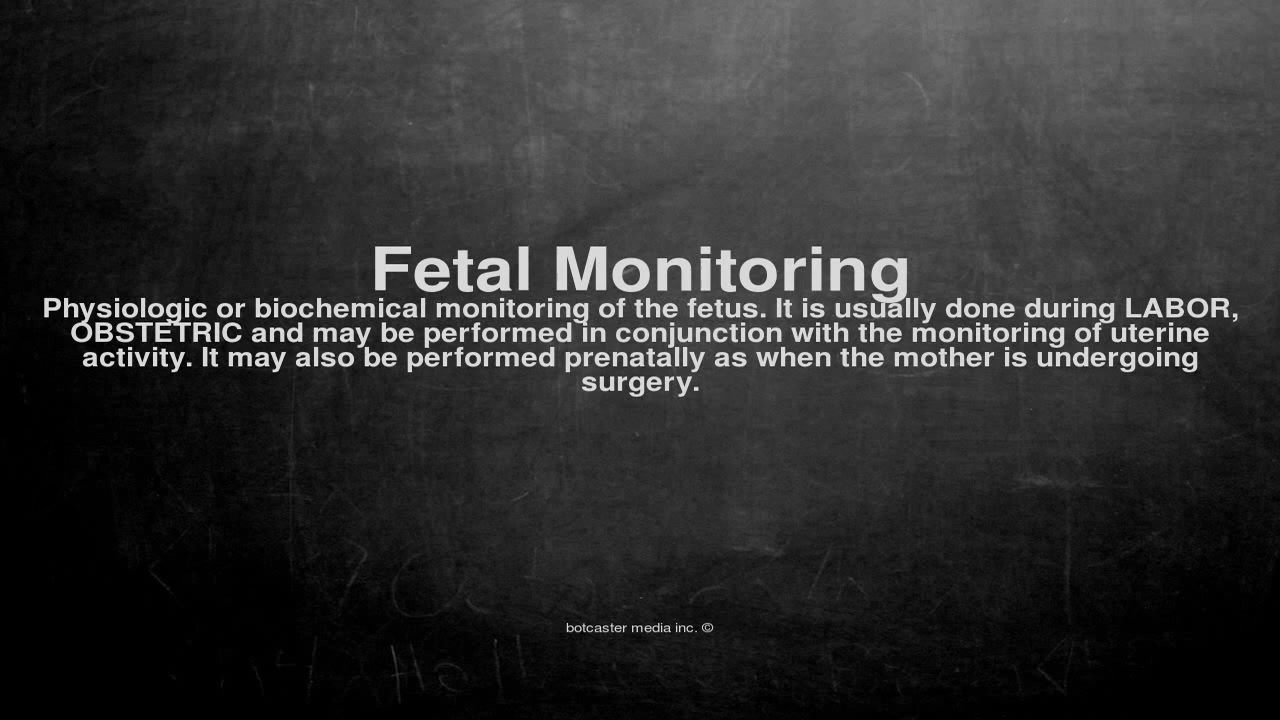 Fetal Monitoring
Physiologic or biochemical monitoring of the fetus. It is usually done during LABOR,
OBSTETRIC and may be performed in conjunction with the monitoring of uterine
activity. It may also be performed prenatally as when the mother is undergoing
surgery.
botcaster media inc. ©